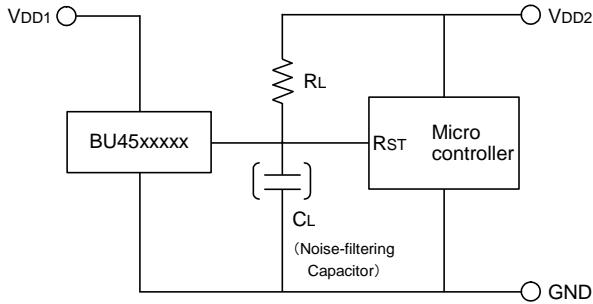 VDD1
VDD2
RL
BU45xxxxx
RST
Micro
controller
CL
（Noise-filtering
Capacitor）
GND